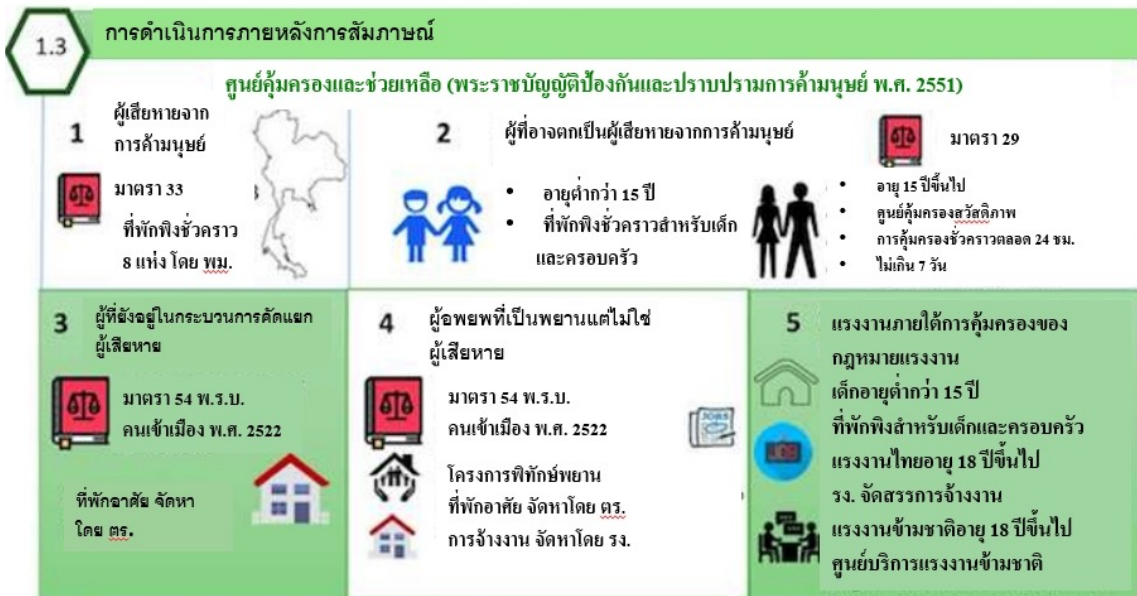 1.3
การดำเนินการภายหลังการสัมภาษณ์
ศูนย์คุ้มครองและช่วยเหลือ (พระราชบัญญัติป้องกันและปราบปรามการค้ามนุษย์ พ.ศ. 2551)
1
ผู้เสียหายจาก
การค้ามนุษย์
มาตรา 33
ที่พักพิงชั่วคราว
8 แห่ง โดย พม.
2
ผู้ที่อาจตกเป็นผู้เสียหายจากการค้ามนุษย์
• อายุต่ำกว่า 15 ปี
• ที่พักพิงชั่วคราวสำหรับเด็ก
และครอบครัว
มาตรา 29
• อายุ 15 ปีขึ้นไป
• ศูนย์คุ้มครองสวัสดิภาพ
• การคุ้มครองชั่วคราวตลอด 24 ชม.
• ไม่เกิน 7 วัน
3
ผู้ที่ยังอยู่ในกระบวนการคัดแยก
ผู้เสียหาย
มาตรา 54 พ.ร.บ.
คนเข้าเมือง พ.ศ. 2522
ที่พักอาศัย จัดหา
โดย ตร.
4
ผู้อพยพที่เป็นพยานแต่ไม่ใช่
ผู้เสียหาย
มาตรา 54 พ.ร.บ.
คนเข้าเมือง พ.ศ. 2522
JOBS
โครงการพิทักษ์พยาน
ที่พักอาศัย จัดหาโดย ตร.
การจ้างงาน จัดหาโดย รง.
5
แรงงานภายใต้การคุ้มครองของ
กฎหมายแรงงาน
เด็กอายุต่ำกว่า 15 ปี
ที่พักพิงสำหรับเด็กและครอบครัว
JOB
แรงงานไทยอายุ 18 ปีขึ้นไป
รง. จัดสรรการจ้างงาน
แรงงานข้ามชาติอายุ 18 ปีขึ้นไป
ศูนย์บริการแรงงานข้ามชาติ